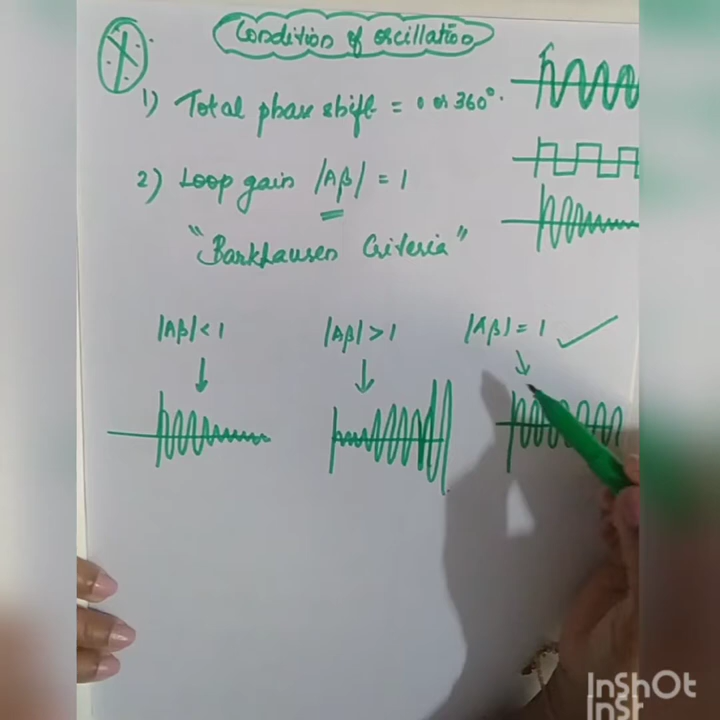 Condition of oscillation
1) Total phase shift = 0 or 360°.
2) Loop gain |Aβ| = 1
"Barkhausen Criteria"
|Aβ| < 1 |Aβ| > 1 |Aβ| = 1
InShOt
InSt